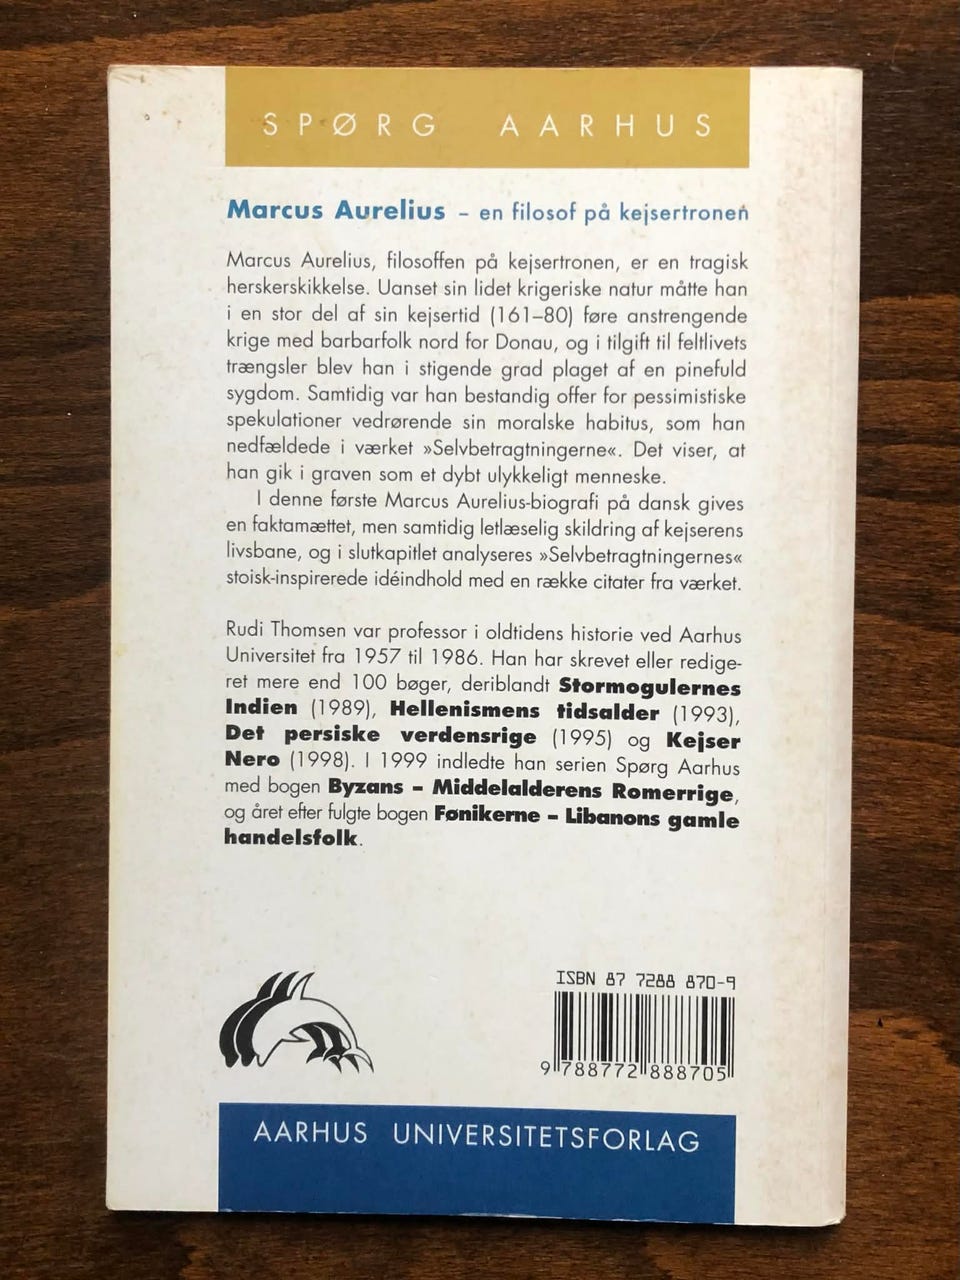 SPØRG AARHUS
Marcus Aurelius – en filosof på kejsertronen
Marcus Aurelius, filosoffen på kejsertronen, er en tragisk
herskerskikkelse. Uanset sin lidet krigeriske natur måtte han
i en stor del af sin kejsertid (161–80) føre anstrengende
krige med barbarfolk nord for Donau, og i tilgift til feltlivets
trængsler blev han i stigende grad plaget af en pinefuld
sygdom. Samtidig var han bestandig offer for pessimistiske
spekulationer vedrørende sin moralske habitus, som han
nedfældede i værket »Selvbetragtningerne«. Det viser, at
han gik i graven som et dybt ulykkeligt menneske.
I denne første Marcus Aurelius-biografi på dansk gives
en faktamættet, men samtidig letlæselig skildring af kejserens
livsbane, og i slutkapitlet analyseres »Selvbetragtningernes«
stoisk-inspirerede idéindhold med en række citater fra værket.
Rudi Thomsen var professor i oldtidens historie ved Aarhus
Universitet fra 1957 til 1986. Han har skrevet eller redige-
ret mere end 100 bøger, deriblandt Stormogulernes
Indien (1989), Hellenismens tidsalder (1993),
Det persiske verdensrige (1995) og Kejser
Nero (1998). I 1999 indledte han serien Spørg Aarhus
med bogen Byzans – Middelalderens Romerrige,
og året efter fulgte bogen Fønikerne – Libanons gamle
handelsfolk.
ISBN 87 7288 870-9
9 788772 888705
AARHUS UNIVERSITETSFORLAG